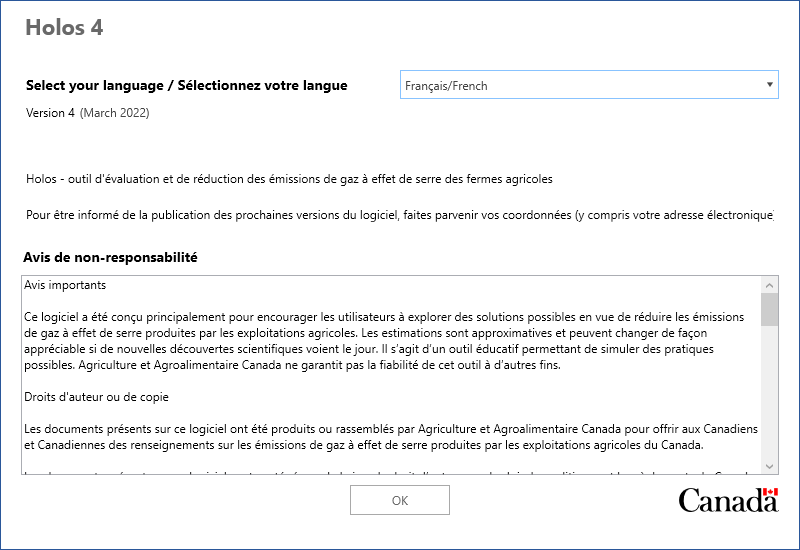 Holos 4
Select your language / Sélectionnez votre langue
Français/French
Version 4 (March 2022)
Holos - outil d'évaluation et de réduction des émissions de gaz à effet de serre des fermes agricoles
Pour être informé de la publication des prochaines versions du logiciel, faites parvenir vos coordonnées (y compris votre adresse électronique
Avis de non-responsabilité
Avis importants
Ce logiciel a été conçu principalement pour encourager les utilisateurs à explorer des solutions possibles en vue de réduire les émissions
de gaz à effet de serre produites par les exploitations agricoles. Les estimations sont approximatives et peuvent changer de façon
appréciable si de nouvelles découvertes scientifiques voient le jour. Il s’agit d’un outil éducatif permettant de simuler des pratiques
possibles. Agriculture et Agroalimentaire Canada ne garantit pas la fiabilité de cet outil à d’autres fins.
Droits d'auteur ou de copie
Les documents présents sur ce logiciel ont été produits ou rassemblés par Agriculture et Agroalimentaire Canada pour offrir aux Canadiens
et Canadiennes des renseignements sur les émissions de gaz à effet de serre produites par les exploitations agricoles du Canada.
OK
Canada